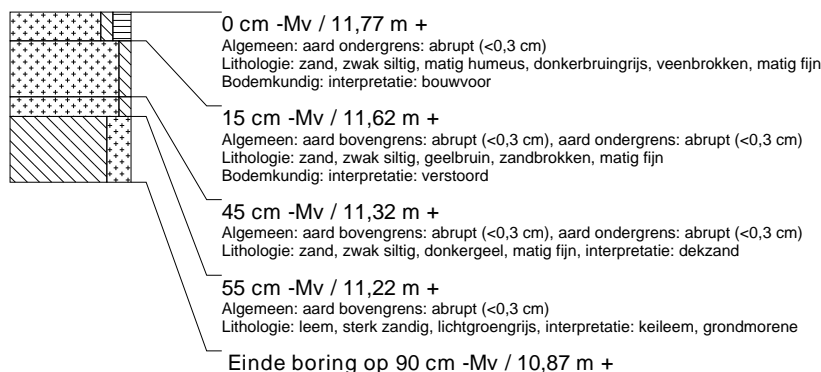 0 cm -Mv / 11,77 m +
Algemeen: aard ondergrens: abrupt (<0,3 cm)
Lithologie: zand, zwak siltig, matig humeus, donkerbruingrijs, veenbrokken, matig fijn
Bodemkundig: interpretatie: bouwvoor
15 cm -Mv / 11,62 m +
Algemeen: aard bovengrens: abrupt (<0,3 cm), aard ondergrens: abrupt (<0,3 cm)
Lithologie: zand, zwak siltig, geelbruin, zandbrokken, matig fijn
Bodemkundig: interpretatie: verstoord
45 cm -Mv / 11,32 m +
Algemeen: aard bovengrens: abrupt (<0,3 cm), aard ondergrens: abrupt (<0,3 cm)
Lithologie: zand, zwak siltig, donkergeel, matig fijn, interpretatie: dekzand
55 cm -Mv / 11,22 m +
Algemeen: aard bovengrens: abrupt (<0,3 cm)
Lithologie: leem, sterk zandig, lichtgroengrijs, interpretatie: keileem, grondmorene
Einde boring op 90 cm -Mv / 10,87 m +